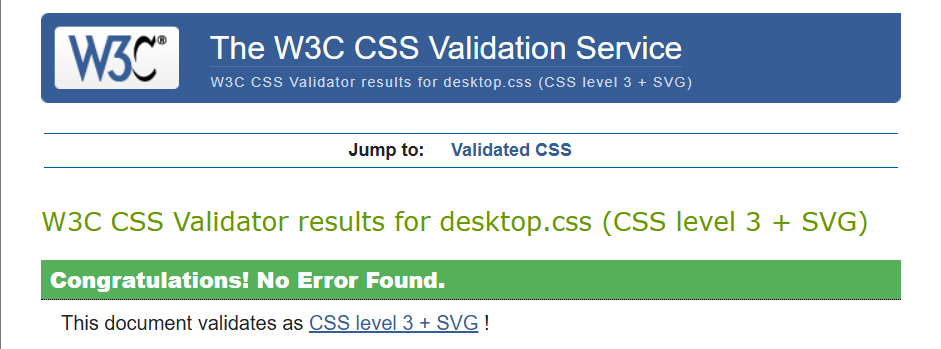 W3C®
The W3C CSS Validation Service
W3C CSS Validator results for desktop.css (CSS level 3 + SVG)
Jump to: Validated CSS
W3C CSS Validator results for desktop.css (CSS level 3 + SVG)
Congratulations! No Error Found.
This document validates as CSS level 3 + SVG !